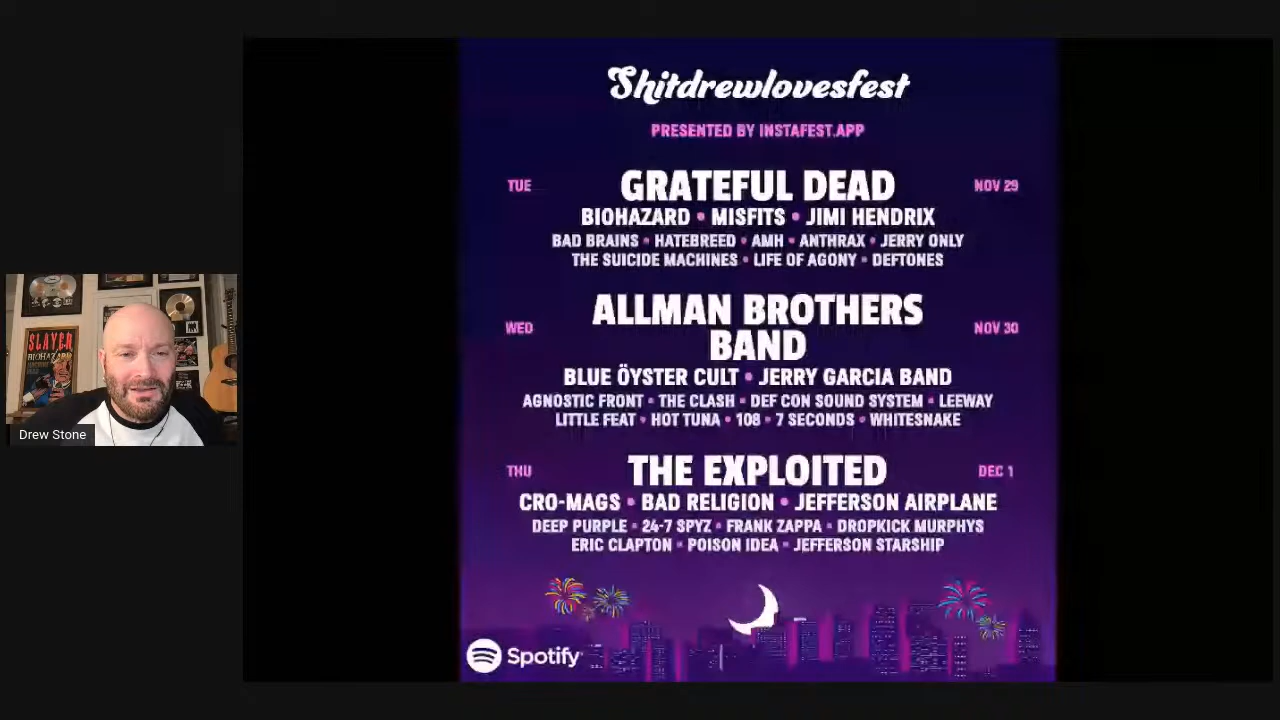 Shitdrewlovesfest
PRESENTED BY INSTAFEST.APP
TUE
GRATEFUL DEAD
NOV 29
BIOHAZARD • MISFITS • JIMI HENDRIX
BAD BRAINS • HATEBREED • AMH • ANTHRAX • JERRY ONLY
THE SUICIDE MACHINES • LIFE OF AGONY • DEFTONES
WED
ALLMAN BROTHERS
BAND
NOV 30
BLUE ÖYSTER CULT • JERRY GARCIA BAND
AGNOSTIC FRONT • THE CLASH • DEF CON SOUND SYSTEM • LEEWAY
LITTLE FEAT • HOT TUNA • 108 • 7 SECONDS • WHITESNAKE
THU
THE EXPLOITED
DEC 1
CRO-MAGS • BAD RELIGION • JEFFERSON AIRPLANE
DEEP PURPLE • 24-7 SPYZ • FRANK ZAPPA • DROPKICK MURPHYS
ERIC CLAPTON • POISON IDEA • JEFFERSON STARSHIP
Spotify
SLAYER
BIOHAZARD
Drew Stone